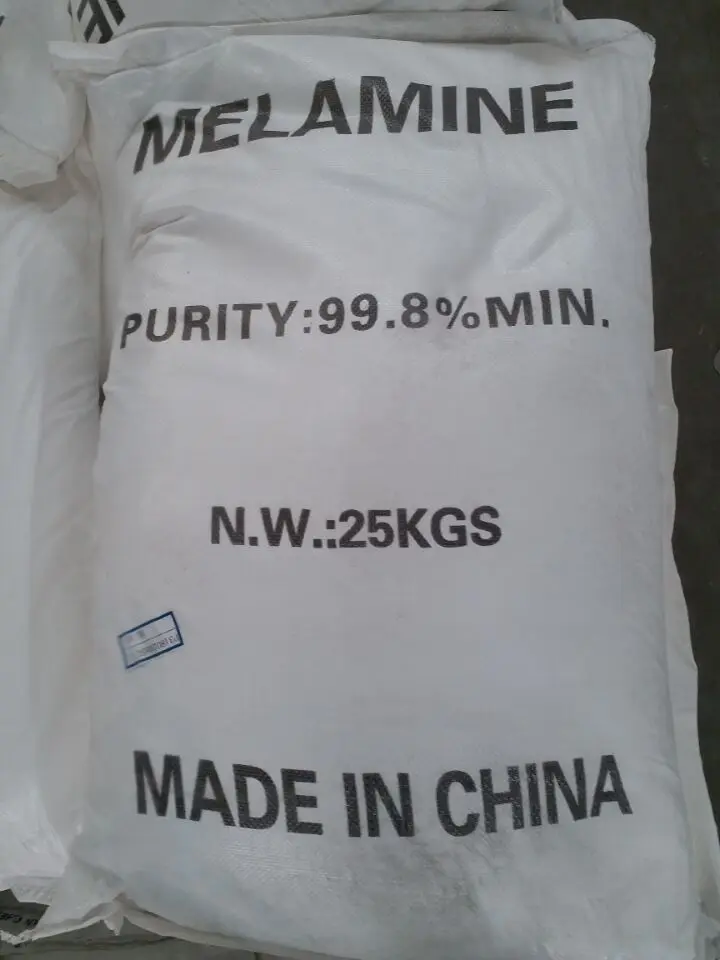 MELAMINE
PURITY:99.8%MIN.
N.W.:25KGS
MADE IN CHINA